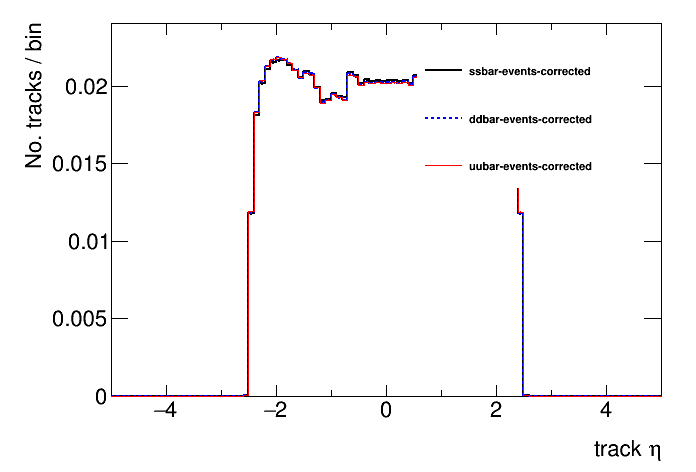 No. tracks / bin
0.02
0.015
0.01
0.005
0
ssbar-events-corrected
ddbar-events-corrected
uubar-events-corrected
−4 −2 0 2 4
track η